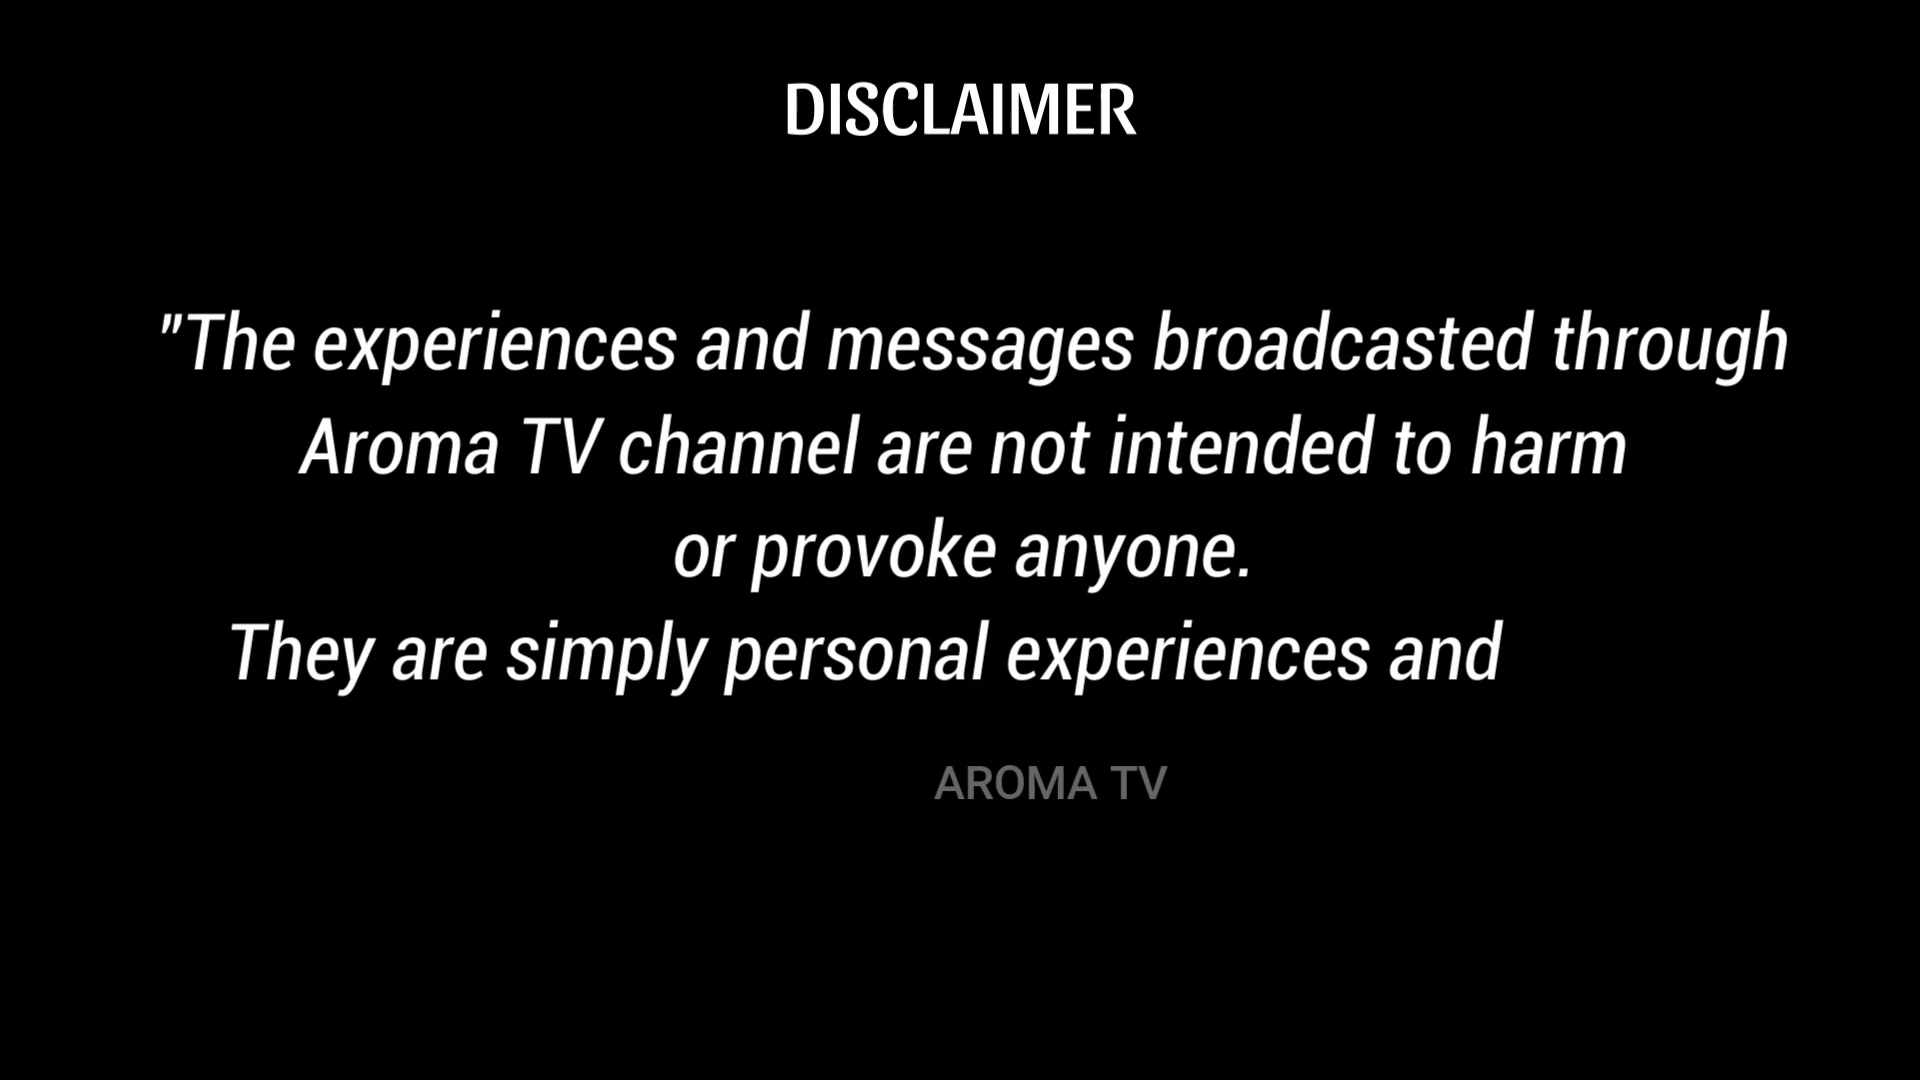 DISCLAIMER
"The experiences and messages broadcasted through
Aroma TV channel are not intended to harm
or provoke anyone.
They are simply personal experiences and
AROMA TV